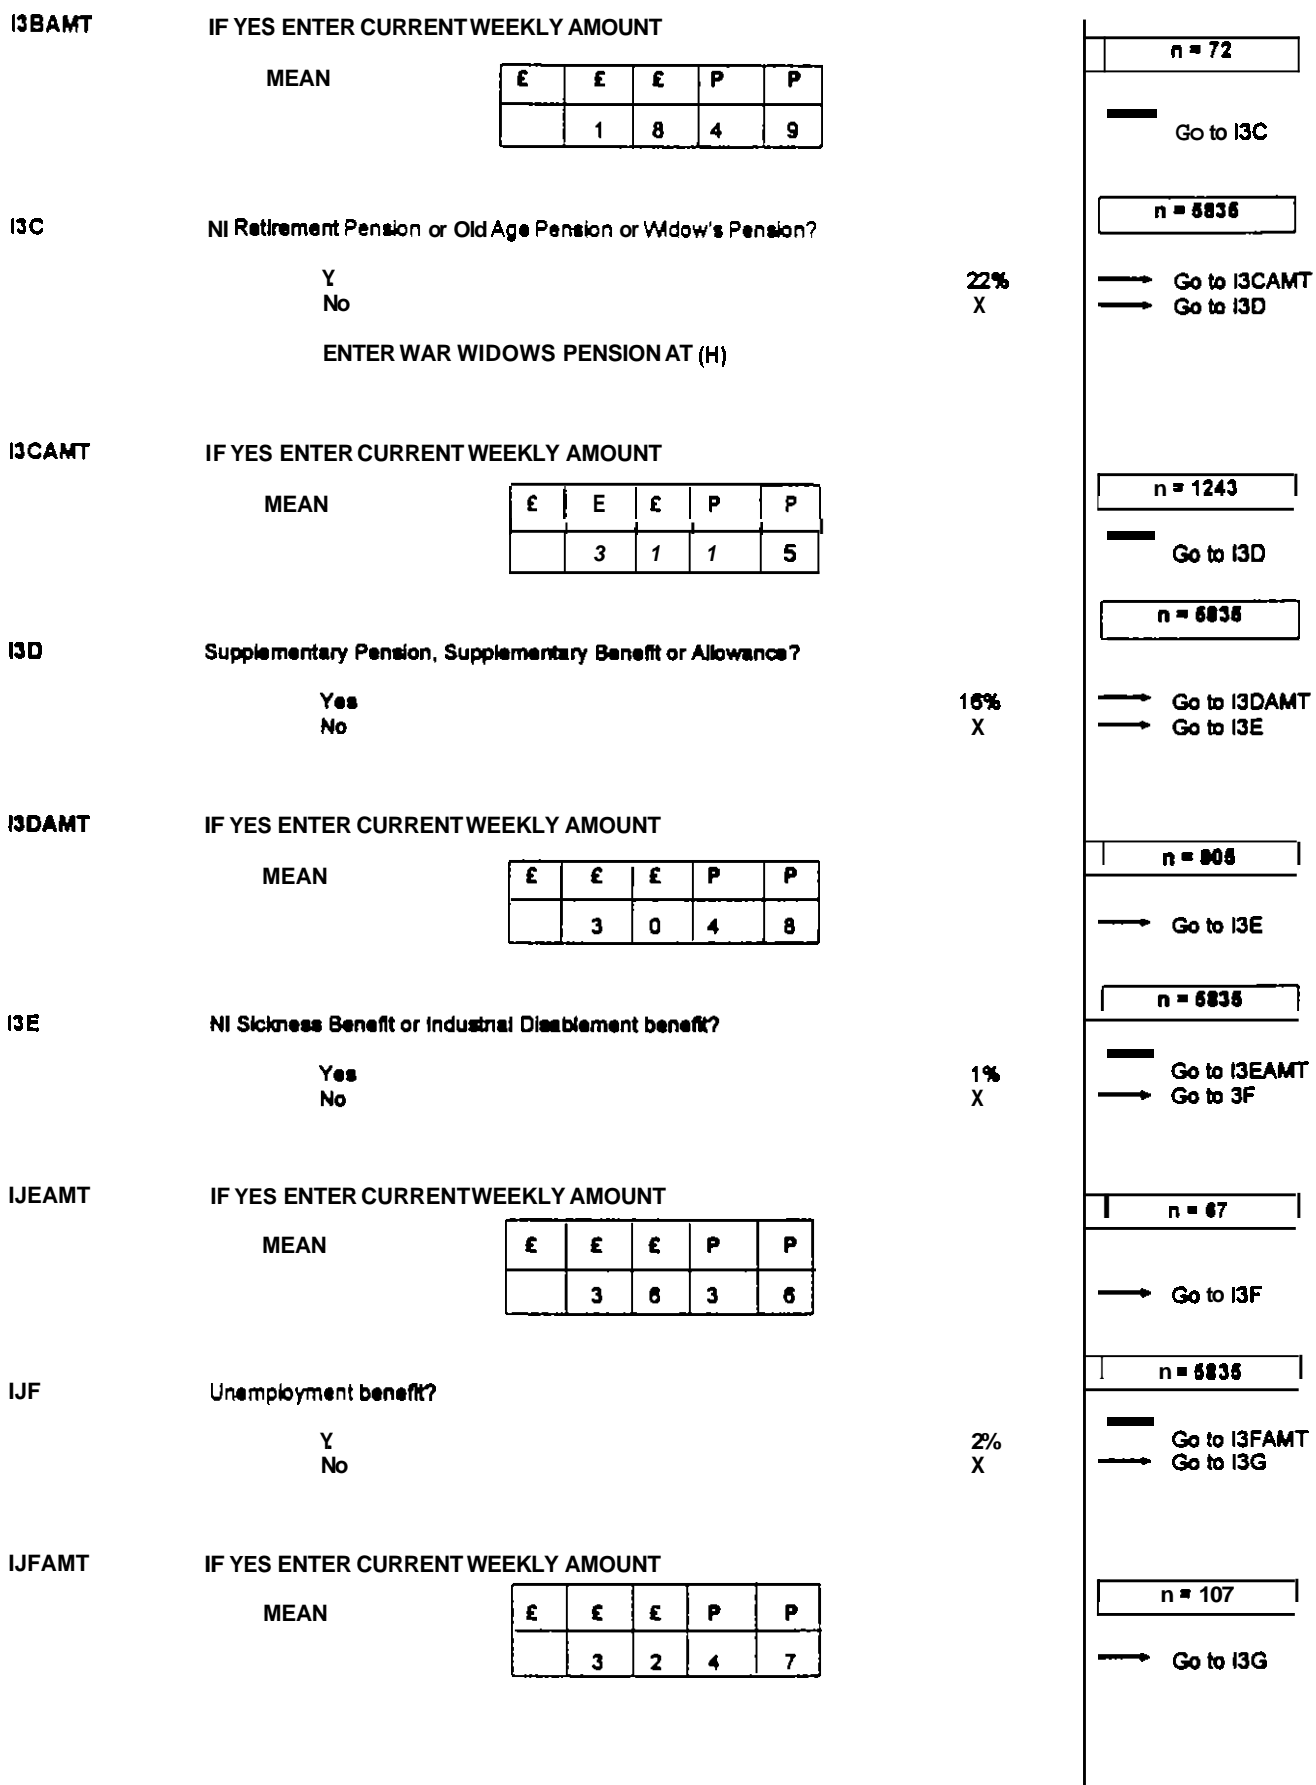 I3BAMT IF YES ENTER CURRENT WEEKLY AMOUNT
n = 72
MEAN £ £ £ P P
1 8 4 9
Go to I3C
n = 5835
I3C NI Retirement Pension or Old Age Pension or Widow's Pension?
Y. 22% Go to I3CAMT
No X Go to I3D
ENTER WAR WIDOWS PENSION AT (H)
I3CAMT IF YES ENTER CURRENT WEEKLY AMOUNT
n = 1243
MEAN £ E £ P P
3 1 1 5
Go to I3D
n = 5835
I3D Supplementary Pension, Supplementary Benefit or Allowance?
Yes 16% Go to I3DAMT
No X Go to I3E
I3DAMT IF YES ENTER CURRENT WEEKLY AMOUNT
n = 905
MEAN £ £ £ P P
3 0 4 8
Go to I3E
n = 5835
I3E NI Sickness Benefit or Industrial Disablement benefit?
Yes 1% Go to I3EAMT
No X Go to 3F
IJEAMT IF YES ENTER CURRENT WEEKLY AMOUNT
n = 67
MEAN £ £ £ P P
3 6 3 6
Go to I3F
n = 5835
IJF Unemployment benefit?
Y. 2% Go to I3FAMT
No X Go to I3G
IJFAMT IF YES ENTER CURRENT WEEKLY AMOUNT
n = 107
MEAN £ £ £ P P
3 2 4 7
Go to I3G